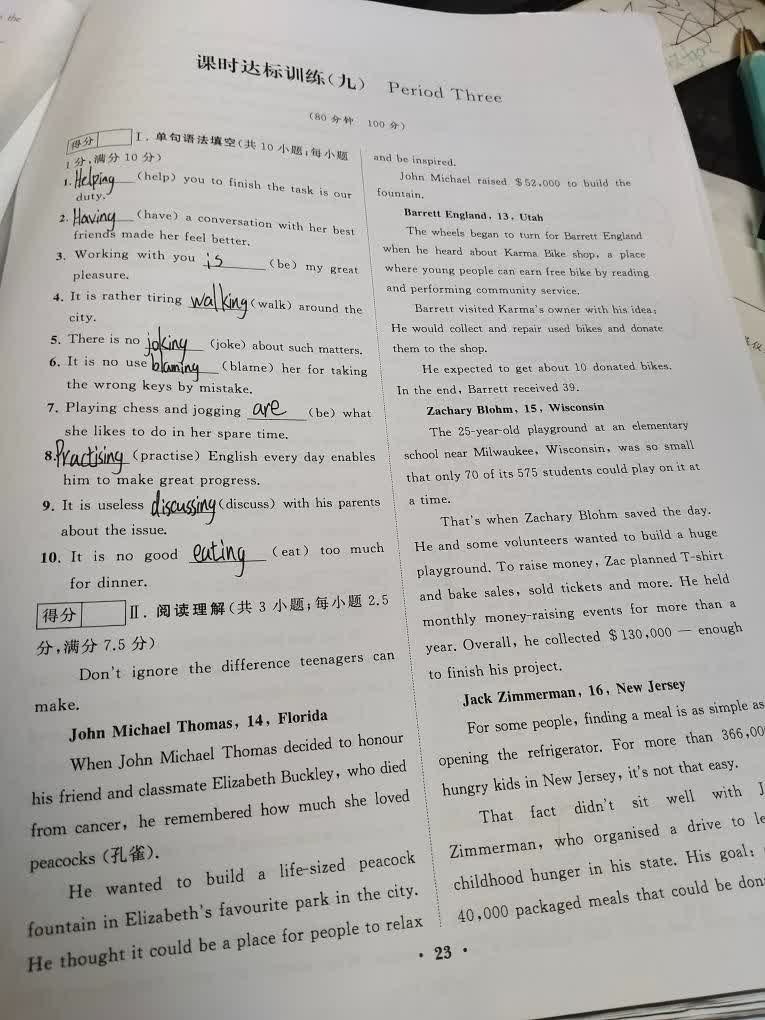 the
课时达标训练(九) Period Three
(80分钟 100分)
得分
Ⅰ. 单句语法填空(共10小题;每小题
1分,满分10分)
1. Helping (help) you to finish the task is our
duty.
2. Having (have) a conversation with her best
friends made her feel better.
3. Working with you is (be) my great
pleasure.
4. It is rather tiring walking (walk) around the
city.
5. There is no joking (joke) about such matters.
6. It is no use blaming (blame) her for taking
the wrong keys by mistake.
7. Playing chess and jogging are (be) what
she likes to do in her spare time.
8. Practising (practise) English every day enables
him to make great progress.
9. It is useless discussing (discuss) with his parents
about the issue.
10. It is no good eating (eat) too much
for dinner.
得分
Ⅱ. 阅读理解(共3小题;每小题2.5
分,满分7.5分)
Don't ignore the difference teenagers can
make.
John Michael Thomas, 14, Florida
When John Michael Thomas decided to honour
his friend and classmate Elizabeth Buckley, who died
from cancer, he remembered how much she loved
peacocks (孔雀).
He wanted to build a life-sized peacock
fountain in Elizabeth's favourite park in the city.
He thought it could be a place for people to relax
and be inspired.
John Michael raised $52,000 to build the
fountain.
Barrett England, 13, Utah
The wheels began to turn for Barrett England
when he heard about Karma Bike shop, a place
where young people can earn free bike by reading
and performing community service.
Barrett visited Karma's owner with his idea:
He would collect and repair used bikes and donate
them to the shop.
He expected to get about 10 donated bikes.
In the end, Barrett received 39.
Zachary Blohm, 15, Wisconsin
The 25-year-old playground at an elementary
school near Milwaukee, Wisconsin, was so small
that only 70 of its 575 students could play on it at
a time.
That's when Zachary Blohm saved the day.
He and some volunteers wanted to build a huge
playground. To raise money, Zac planned T-shirt
and bake sales, sold tickets and more. He held
monthly money-raising events for more than a
year. Overall, he collected $130,000 — enough
to finish his project.
Jack Zimmerman, 16, New Jersey
For some people, finding a meal is as simple as
opening the refrigerator. For more than 366,00
hungry kids in New Jersey, it's not that easy.
That fact didn't sit well with J
Zimmerman, who organised a drive to le
childhood hunger in his state. His goal:
40,000 packaged meals that could be don
· 23 ·